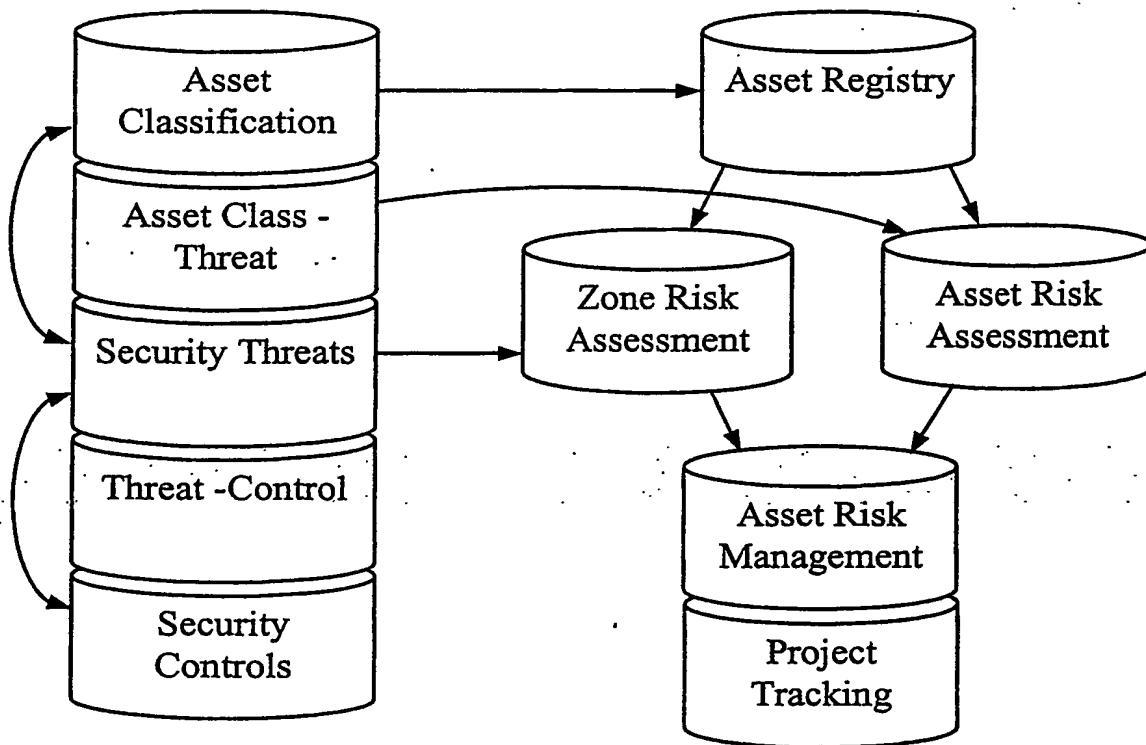 Asset
Classification
Asset Class -
Threat
Security Threats
Threat -Control
Security
Controls
Asset Registry
Zone Risk
Assessment
Asset Risk
Assessment
Asset Risk
Management
Project
Tracking